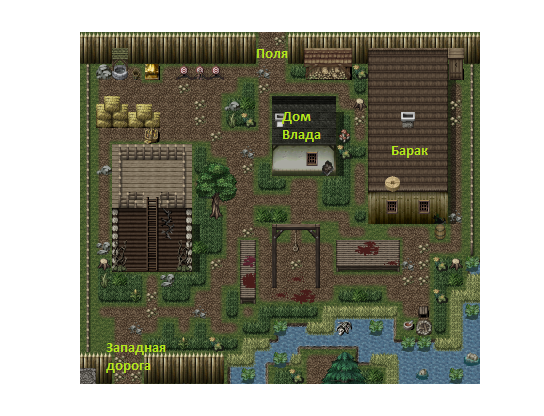 Поля
Дом
Влада
Барак
Западная
дорога